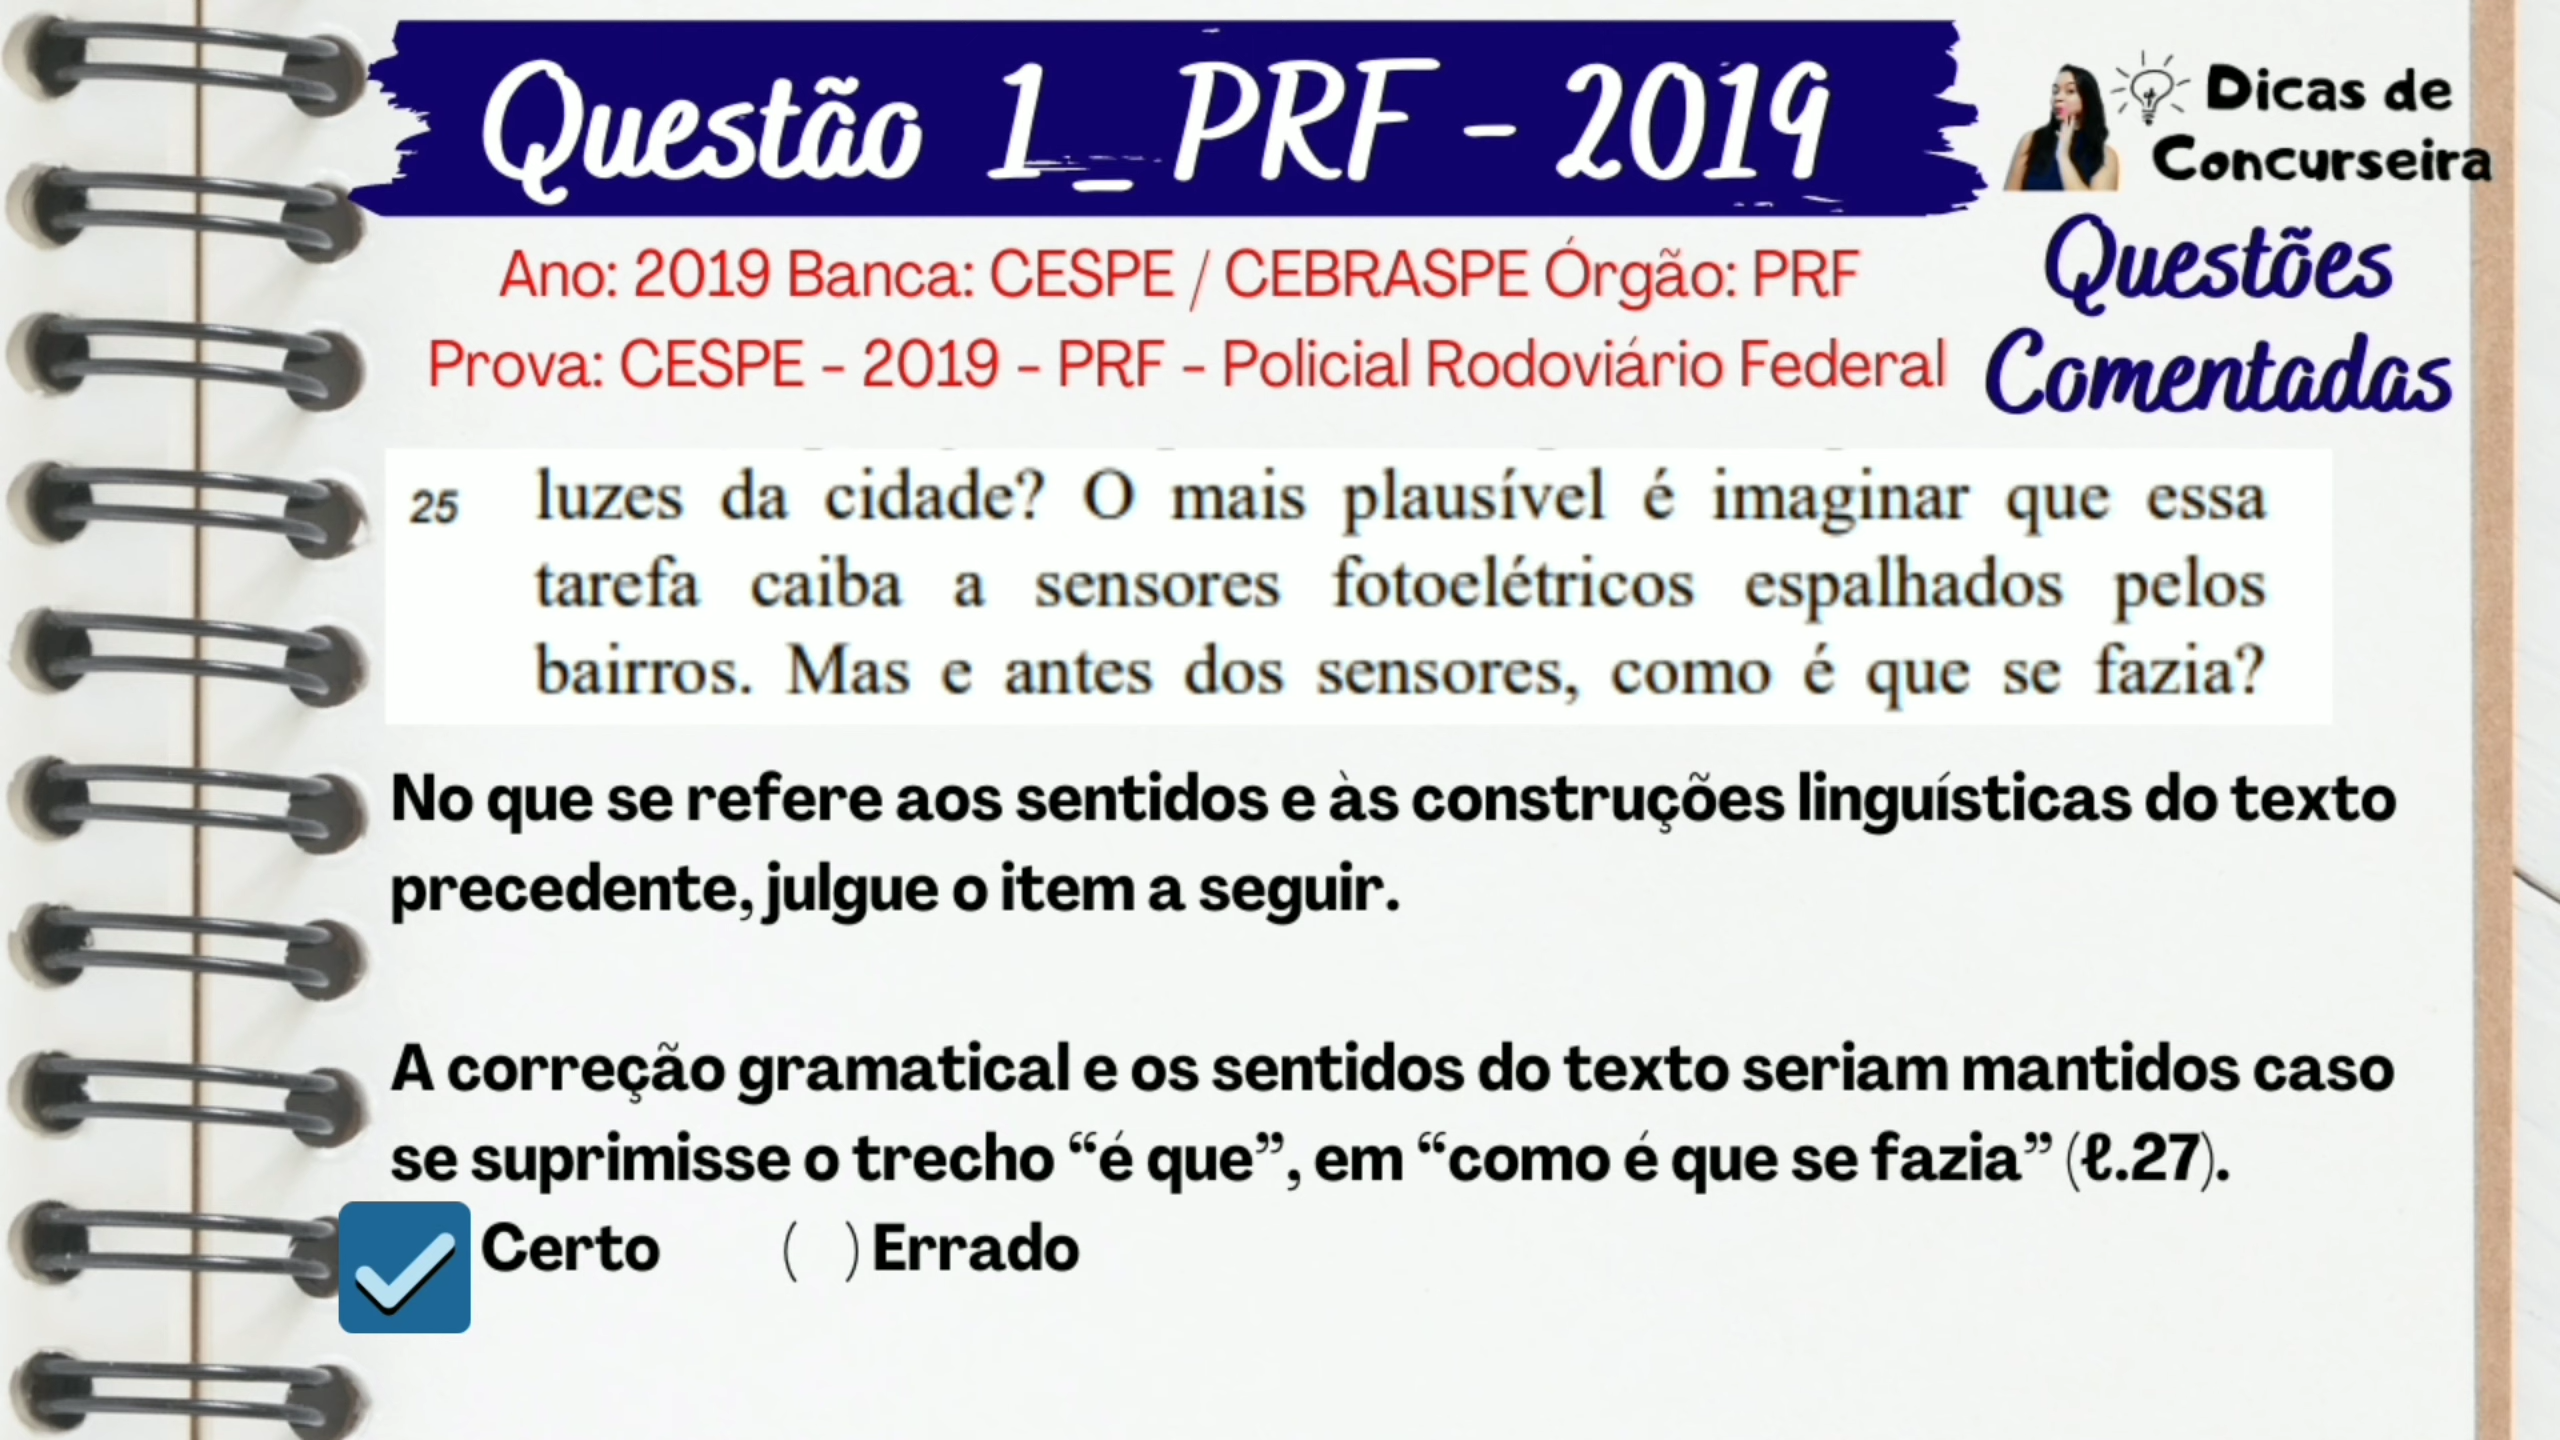 Questão 1_ PRF - 2019
Dicas de
Concurseira
Questões
Comentadas
Ano: 2019 Banca: CESPE / CEBRASPE Órgão: PRF
Prova: CESPE - 2019 - PRF - Policial Rodoviário Federal
25 luzes da cidade? O mais plausível é imaginar que essa
tarefa caiba a sensores fotoelétricos espalhados pelos
bairros. Mas e antes dos sensores, como é que se fazia?
No que se refere aos sentidos e às construções linguísticas do texto
precedente, julgue o item a seguir.
A correção gramatical e os sentidos do texto seriam mantidos caso
se suprimisse o trecho “é que”, em “como é que se fazia” (ℓ.27).
Certo ( ) Errado